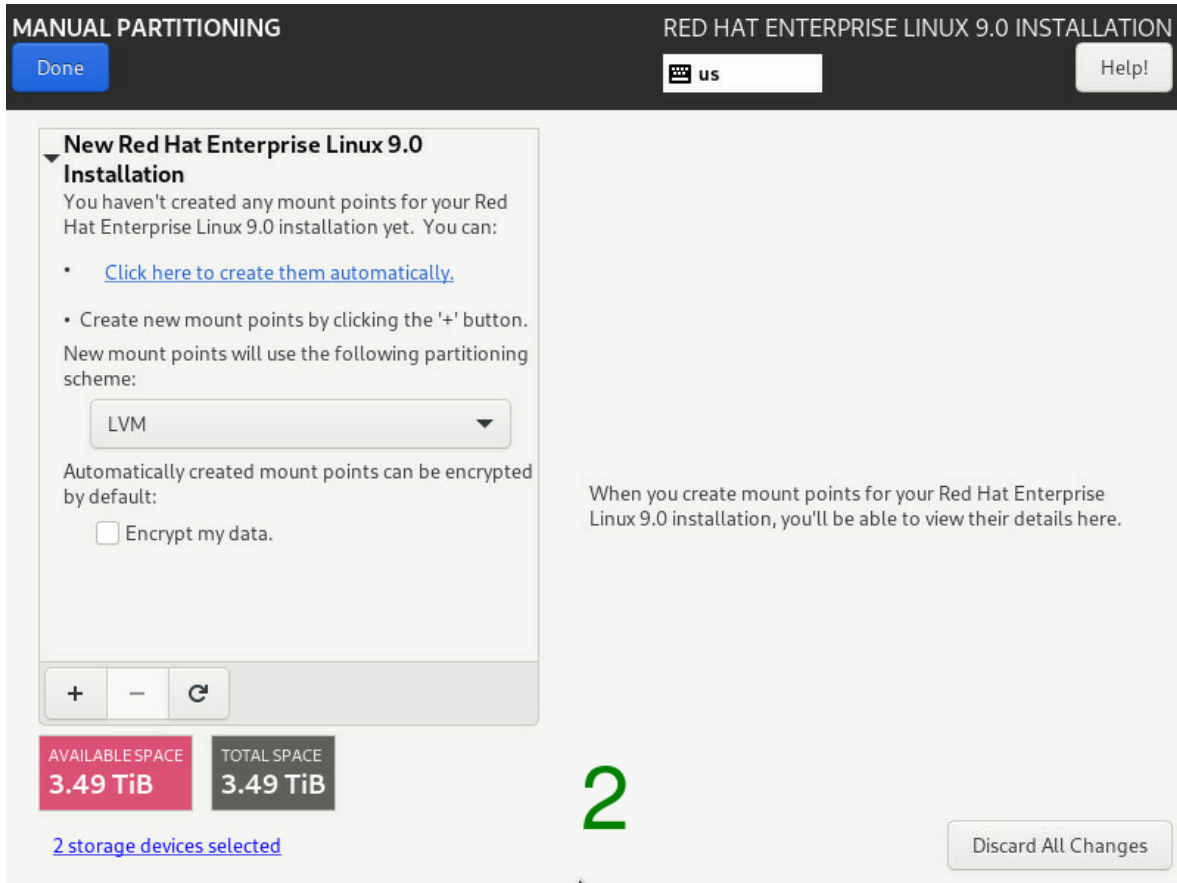 MANUAL PARTITIONING
RED HAT ENTERPRISE LINUX 9.0 INSTALLATION
Done
us
Help!
New Red Hat Enterprise Linux 9.0
Installation
You haven't created any mount points for your Red
Hat Enterprise Linux 9.0 installation yet. You can:
• Click here to create them automatically.
• Create new mount points by clicking the '+' button.
New mount points will use the following partitioning
scheme:
LVM
Automatically created mount points can be encrypted
by default:
Encrypt my data.
When you create mount points for your Red Hat Enterprise
Linux 9.0 installation, you'll be able to view their details here.
+ −
AVAILABLE SPACE
3.49 TiB
TOTAL SPACE
3.49 TiB
2
2 storage devices selected
Discard All Changes